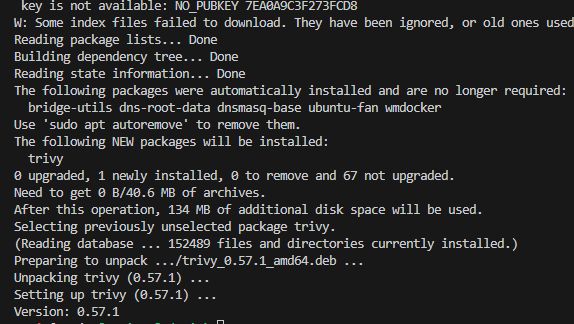 key is not available: NO_PUBKEY 7EA0A9C3F273FCD8
W: Some index files failed to download. They have been ignored, or old ones used
Reading package lists... Done
Building dependency tree... Done
Reading state information... Done
The following packages were automatically installed and are no longer required:
  bridge-utils dns-root-data dnsmasq-base ubuntu-fan wmdocker
Use 'sudo apt autoremove' to remove them.
The following NEW packages will be installed:
  trivy
0 upgraded, 1 newly installed, 0 to remove and 67 not upgraded.
Need to get 0 B/40.6 MB of archives.
After this operation, 134 MB of additional disk space will be used.
Selecting previously unselected package trivy.
(Reading database ... 152489 files and directories currently installed.)
Preparing to unpack .../trivy_0.57.1_amd64.deb ...
Unpacking trivy (0.57.1) ...
Setting up trivy (0.57.1) ...
Version: 0.57.1